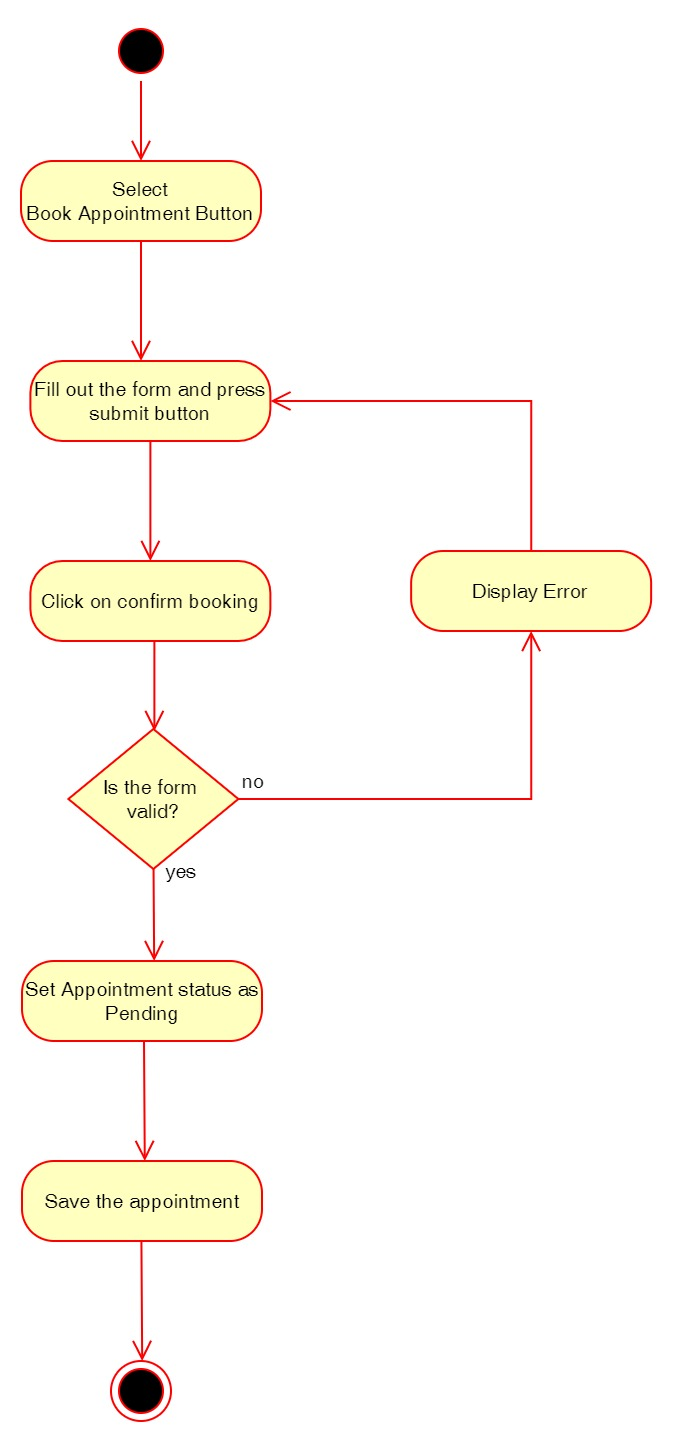 Select
Book Appointment Button
Fill out the form and press
submit button
Click on confirm booking
Display Error
Is the form
valid?
no
yes
Set Appointment status as
Pending
Save the appointment